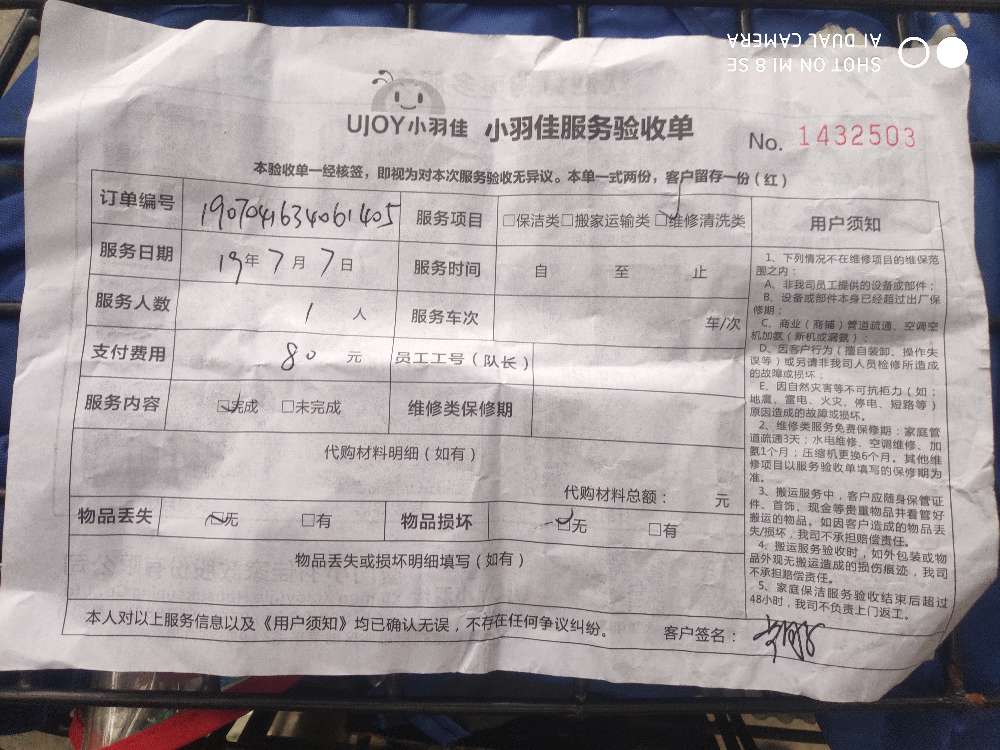 SHOT ON MI 8 SE
AI DUAL CAMERA
UJOY小羽佳 小羽佳服务验收单
No. 1432503
本验收单一经核签，即视为对本次服务验收无异议。本单一式两份，客户留存一份（红）
订单编号 1907041634061405 服务项目 □保洁类□搬家运输类□维修清洗类
服务日期 19年7月7日 服务时间 自 至 止
服务人数 1 人 服务车次 车/次
支付费用 80 元 员工工号（队长）
服务内容 □完成 □未完成 维修类保修期
代购材料明细（如有）
代购材料总额： 元
物品丢失 □无 □有 物品损坏 □无 □有
物品丢失或损坏明细填写（如有）
本人对以上服务信息以及《用户须知》均已确认无误，不存在任何争议纠纷。 客户签名：
用户须知
1、下列情况不在维修项目的维保范
围之内：
A、非我司员工提供的设备或部件；
B、设备或部件本身已经超过出厂保
修期；
C、商业（商铺）管道疏通、空调空
机加氨（新机或漏氨）；
D、因客户行为（擅自装卸、操作失
误等）或另请非我司人员检修所造成
的故障或损坏；
E、因自然灾害等不可抗拒力（如：
地震、雷电、火灾、停电、短路等）
原因造成的故障或损坏。
2、维修类服务免费保修期：家庭管
道疏通3天；水电维修、空调维修、加
氨1个月；压缩机更换6个月。其他维
修项目以服务验收单填写的保修期为
准。
3、搬运服务中，客户应随身保管证
件、首饰、现金等贵重物品并看管好
搬运的物品。如因客户造成的物品丢
失/损坏，我司不承担赔偿责任。
4、搬运服务验收时，如外包装或物
品外观无搬运造成的损伤痕迹，我司
不承担赔偿责任。
5、家庭保洁服务验收结束后超过
48小时，我司不负责上门返工。